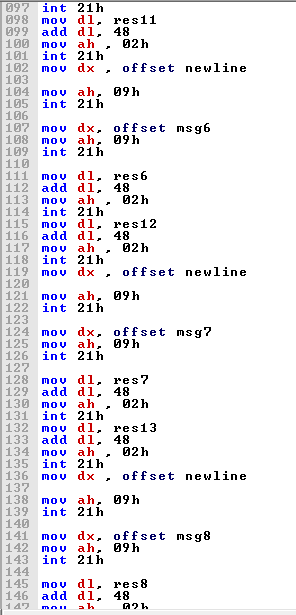 097 int 21h
098 mov dl, res11
099 add dl, 48
100 mov ah , 02h
101 int 21h
102 mov dx , offset newline
103
104 mov ah, 09h
105 int 21h
106
107 mov dx, offset msg6
108 mov ah, 09h
109 int 21h
110
111 mov dl, res6
112 add dl, 48
113 mov ah , 02h
114 int 21h
115 mov dl, res12
116 add dl, 48
117 mov ah , 02h
118 int 21h
119 mov dx , offset newline
120
121 mov ah, 09h
122 int 21h
123
124 mov dx, offset msg7
125 mov ah, 09h
126 int 21h
127
128 mov dl, res7
129 add dl, 48
130 mov ah , 02h
131 int 21h
132 mov dl, res13
133 add dl, 48
134 mov ah , 02h
135 int 21h
136 mov dx , offset newline
137
138 mov ah, 09h
139 int 21h
140
141 mov dx, offset msg8
142 mov ah, 09h
143 int 21h
144
145 mov dl, res8
146 add dl, 48
147 mov ah , 02h